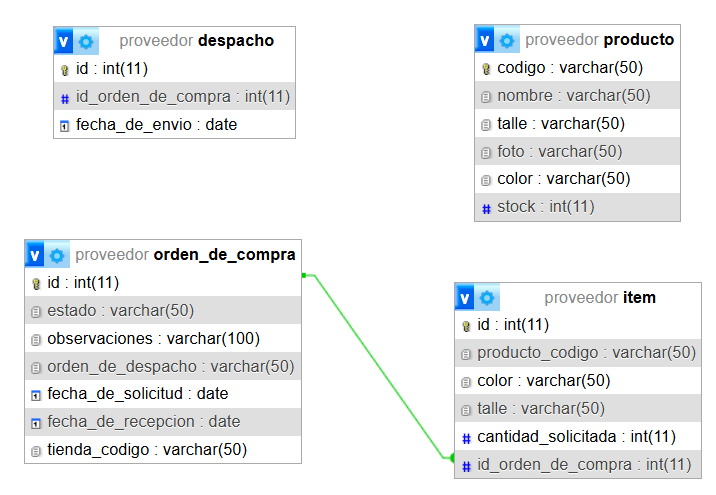 v proveedor despacho
id : int(11)
# id_orden_de_compra : int(11)
fecha_de_envio : date
v proveedor producto
codigo : varchar(50)
nombre : varchar(50)
talle : varchar(50)
foto : varchar(50)
color : varchar(50)
# stock : int(11)
v proveedor orden_de_compra
id : int(11)
estado : varchar(50)
observaciones : varchar(100)
orden_de_despacho : varchar(50)
fecha_de_solicitud : date
fecha_de_recepcion : date
tienda_codigo : varchar(50)
v proveedor item
id : int(11)
producto_codigo : varchar(50)
color : varchar(50)
talle : varchar(50)
# cantidad_solicitada : int(11)
# id_orden_de_compra : int(11)